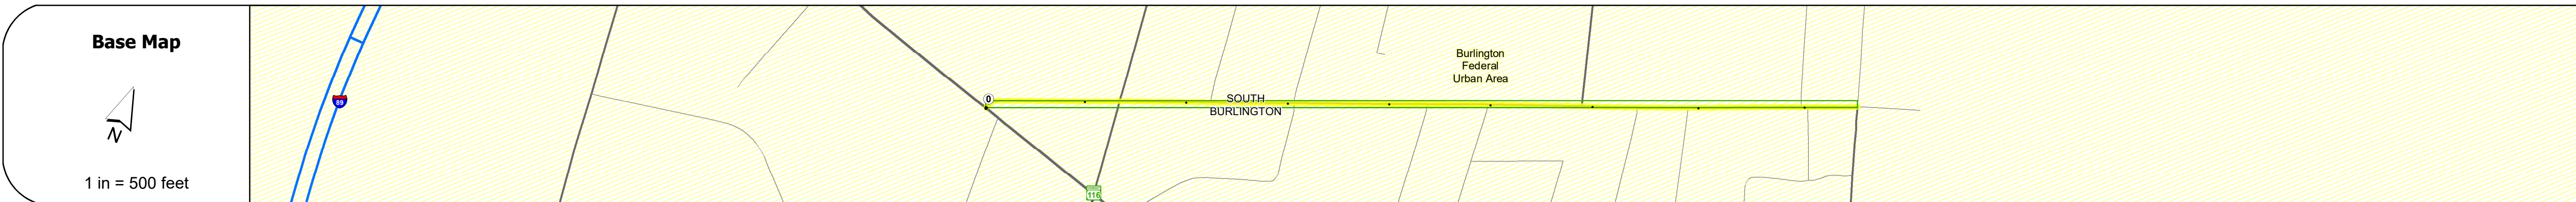 Base Map
N
1 in = 500 feet
89
0
SOUTH
BURLINGTON
116
Burlington
Federal
Urban Area